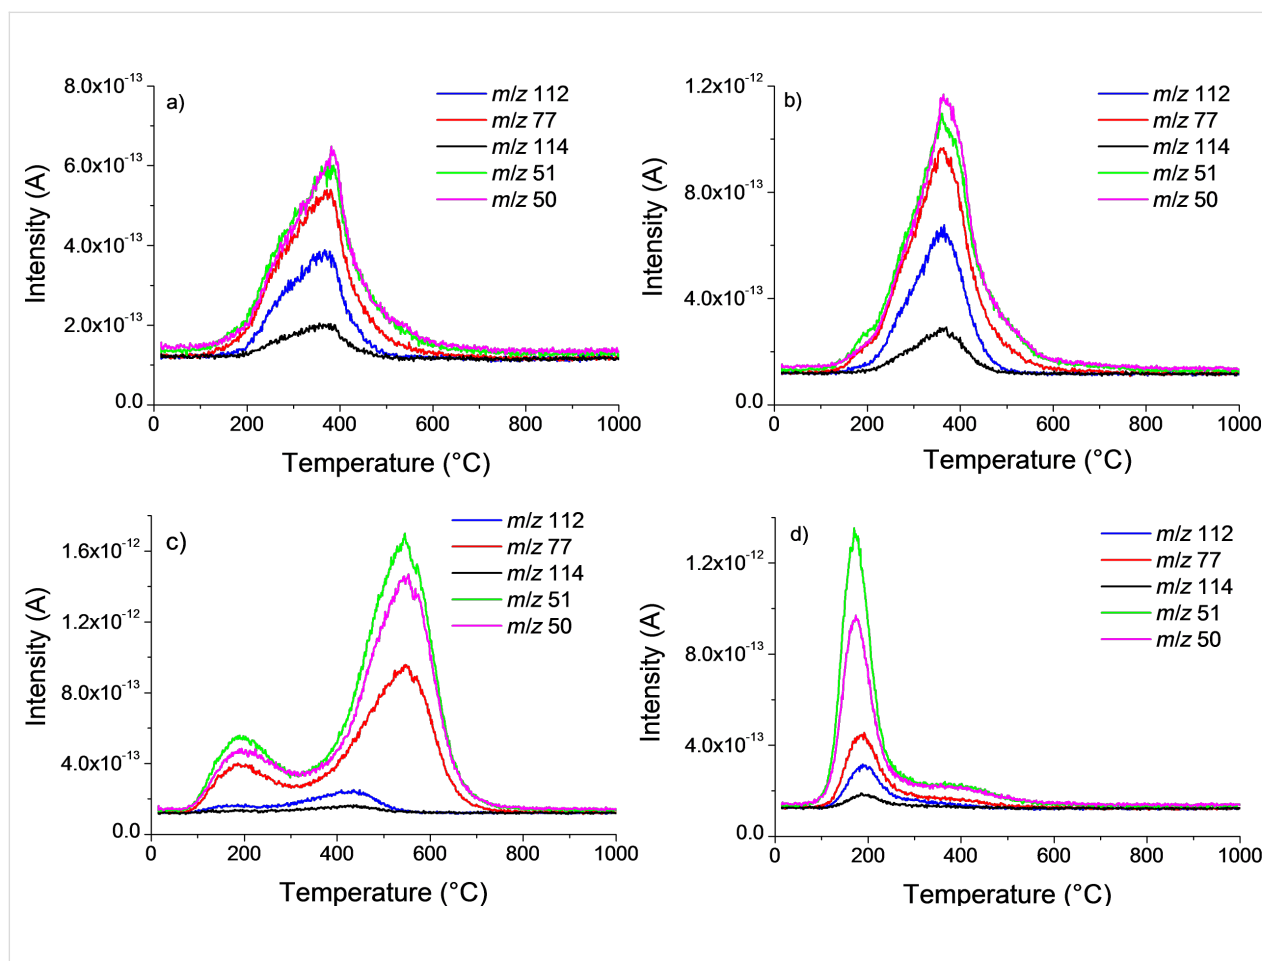 a)
8.0x10⁻¹³
6.0x10⁻¹³
4.0x10⁻¹³
2.0x10⁻¹³
0.0
Intensity (A)
m/z 112
m/z 77
m/z 114
m/z 51
m/z 50
0 200 400 600 800 1000
Temperature (°C)
b)
1.2x10⁻¹²
8.0x10⁻¹³
4.0x10⁻¹³
0.0
Intensity (A)
m/z 112
m/z 77
m/z 114
m/z 51
m/z 50
0 200 400 600 800 1000
Temperature (°C)
c)
1.6x10⁻¹²
1.2x10⁻¹²
8.0x10⁻¹³
4.0x10⁻¹³
0.0
Intensity (A)
m/z 112
m/z 77
m/z 114
m/z 51
m/z 50
0 200 400 600 800 1000
Temperature (°C)
d)
1.2x10⁻¹²
8.0x10⁻¹³
4.0x10⁻¹³
0.0
Intensity (A)
m/z 112
m/z 77
m/z 114
m/z 51
m/z 50
0 200 400 600 800 1000
Temperature (°C)